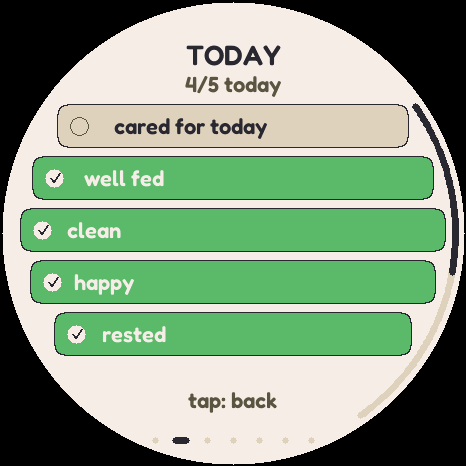 TODAY
4/5 today
cared for today
well fed
clean
happy
rested
tap: back